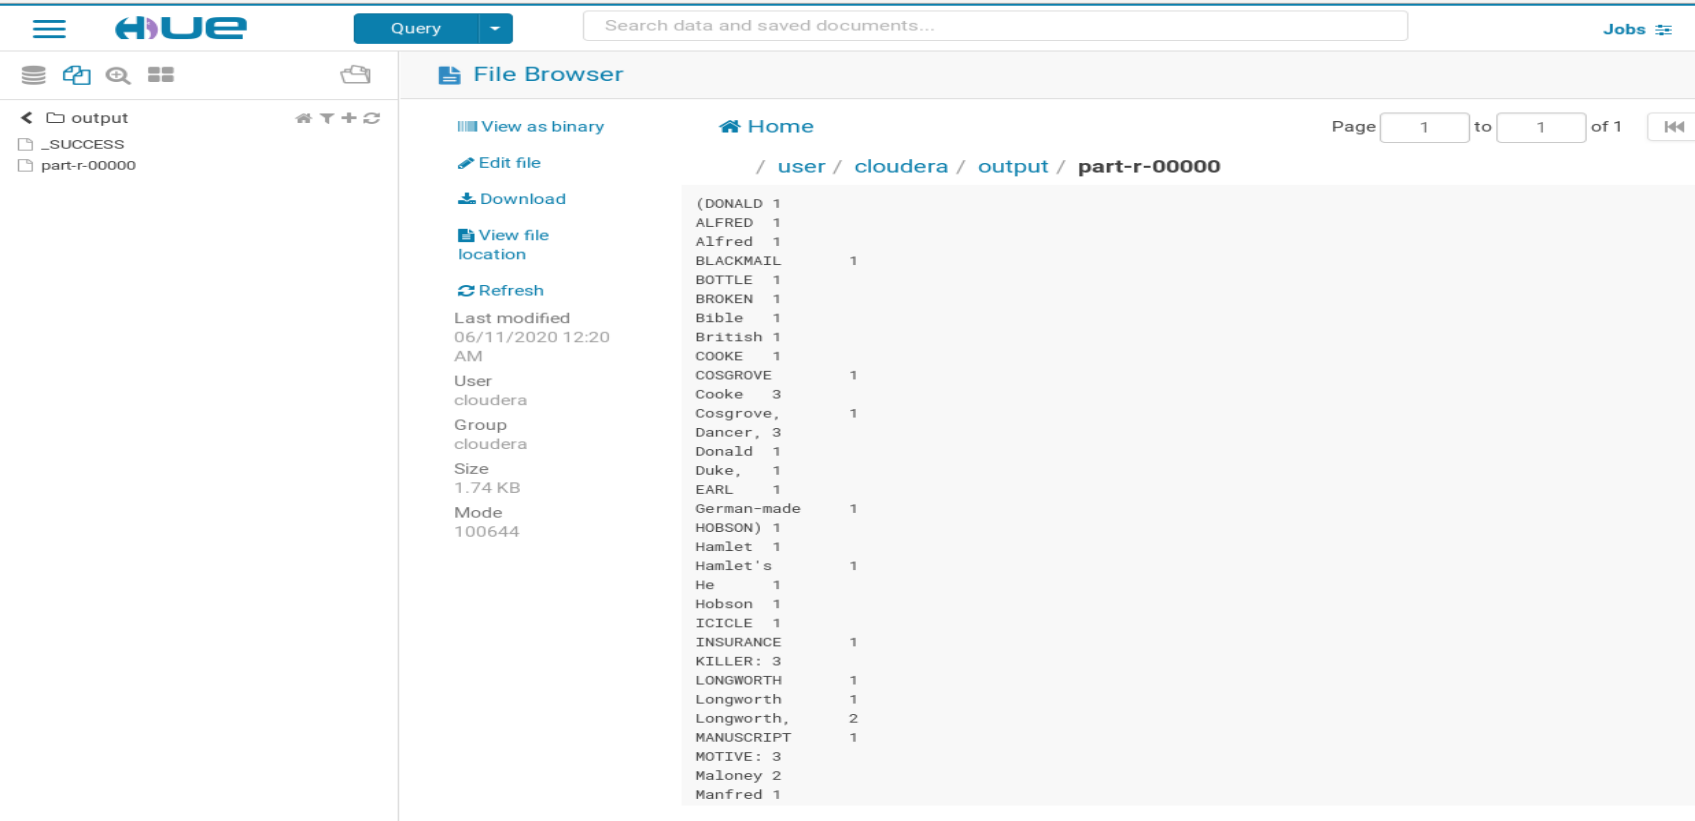 HUE
Query
Search data and saved documents...
Jobs
output
_SUCCESS
part-r-00000
File Browser
View as binary
Edit file
Download
View file
location
Refresh
Last modified
06/11/2020 12:20
AM
User
cloudera
Group
cloudera
Size
1.74 KB
Mode
100644
Home
Page 1 to 1 of 1
/ user / cloudera / output / part-r-00000
(DONALD 1
ALFRED 1
Alfred 1
BLACKMAIL 1
BOTTLE 1
BROKEN 1
Bible 1
British 1
COOKE 1
COSGROVE 1
Cooke 3
Cosgrove, 1
Dancer, 3
Donald 1
Duke, 1
EARL 1
German-made 1
HOBSON) 1
Hamlet 1
Hamlet's 1
He 1
Hobson 1
ICICLE 1
INSURANCE 1
KILLER: 3
LONGWORTH 1
Longworth 1
Longworth, 2
MANUSCRIPT 1
MOTIVE: 3
Maloney 2
Manfred 1